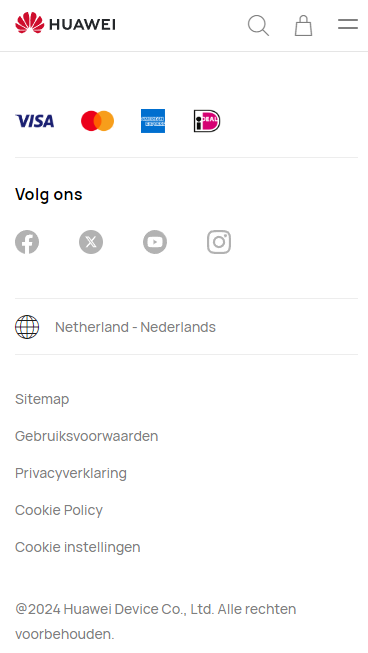 HUAWEI
VISA
AMERICAN EXPRESS
iDEAL
Volg ons
Netherland - Nederlands
Sitemap
Gebruiksvoorwaarden
Privacyverklaring
Cookie Policy
Cookie instellingen
@2024 Huawei Device Co., Ltd. Alle rechten
voorbehouden.